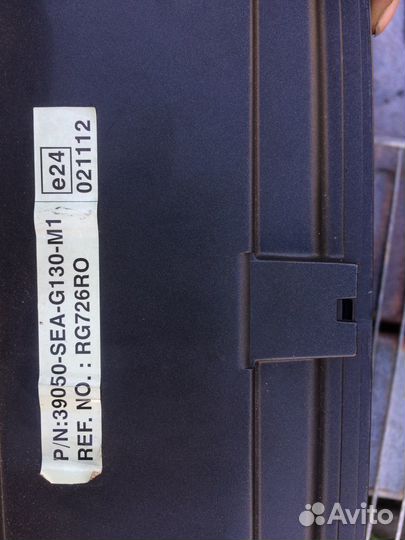 P/N:39050-SEA-G130-M1
REF. NO. : RG726RO
e24
021112
Avito